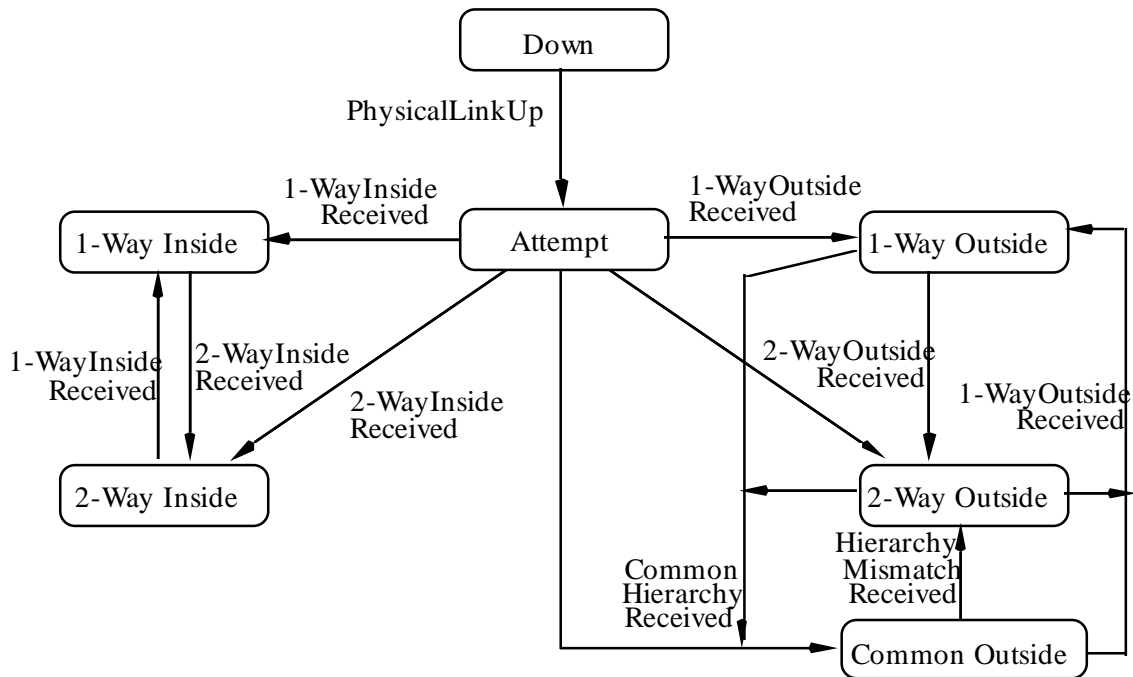 Down
PhysicalLinkUp
1-WayInside
Received
1-WayOutside
Received
1-Way Inside
Attempt
1-Way Outside
1-WayInside
Received
2-WayInside
Received
2-WayInside
Received
2-WayOutside
Received
1-WayOutside
Received
2-Way Inside
2-Way Outside
Common
Hierarchy
Received
Hierarchy
Mismatch
Received
Common Outside